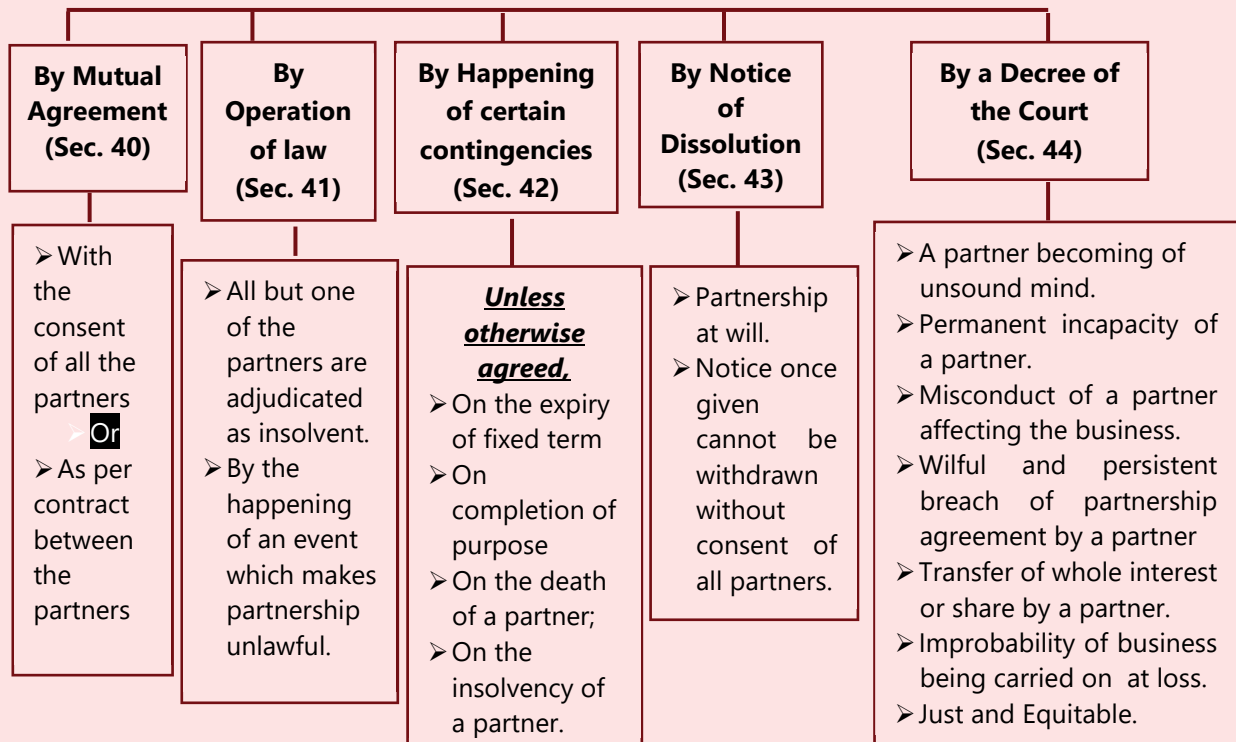 By Mutual
Agreement
(Sec. 40)
By
Operation
of law
(Sec. 41)
By Happening
of certain
contingencies
(Sec. 42)
By Notice
of
Dissolution
(Sec. 43)
By a Decree of
the Court
(Sec. 44)
➢ With
the
consent
of all the
partners
➢ Or
➢ As per
contract
between
the
partners
➢ All but one
of the
partners are
adjudicated
as insolvent.
➢ By the
happening
of an event
which makes
partnership
unlawful.
Unless
otherwise
agreed,
➢ On the expiry
of fixed term
➢ On
completion of
purpose
➢ On the death
of a partner;
➢ On the
insolvency of
a partner.
➢ Partnership
at will.
➢ Notice once
given
cannot be
withdrawn
without
consent of
all partners.
➢ A partner becoming of
unsound mind.
➢ Permanent incapacity of
a partner.
➢ Misconduct of a partner
affecting the business.
➢ Wilful and persistent
breach of partnership
agreement by a partner
➢ Transfer of whole interest
or share by a partner.
➢ Improbability of business
being carried on at loss.
➢ Just and Equitable.